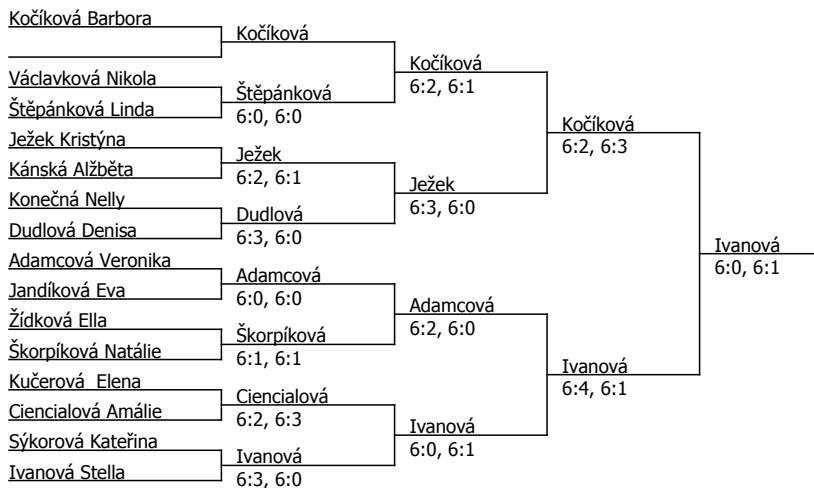 Kočíková Barbora
Kočíková
Kočíková
6:2, 6:1
Václavková Nikola
Štěpánková
6:0, 6:0
Štěpánková Linda
Kočíková
6:2, 6:3
Ježek Kristýna
Ježek
6:2, 6:1
Kánská Alžběta
Ježek
6:3, 6:0
Konečná Nelly
Dudlová
6:3, 6:0
Dudlová Denisa
Ivanová
6:0, 6:1
Adamcová Veronika
Adamcová
6:0, 6:0
Jandíková Eva
Adamcová
6:2, 6:0
Žídková Ella
Škorpíková
6:1, 6:1
Škorpíková Natálie
Ivanová
6:4, 6:1
Kučerová  Elena
Ciencialová
6:2, 6:3
Ciencialová Amálie
Ivanová
6:0, 6:1
Sýkorová Kateřina
Ivanová
6:3, 6:0
Ivanová Stella